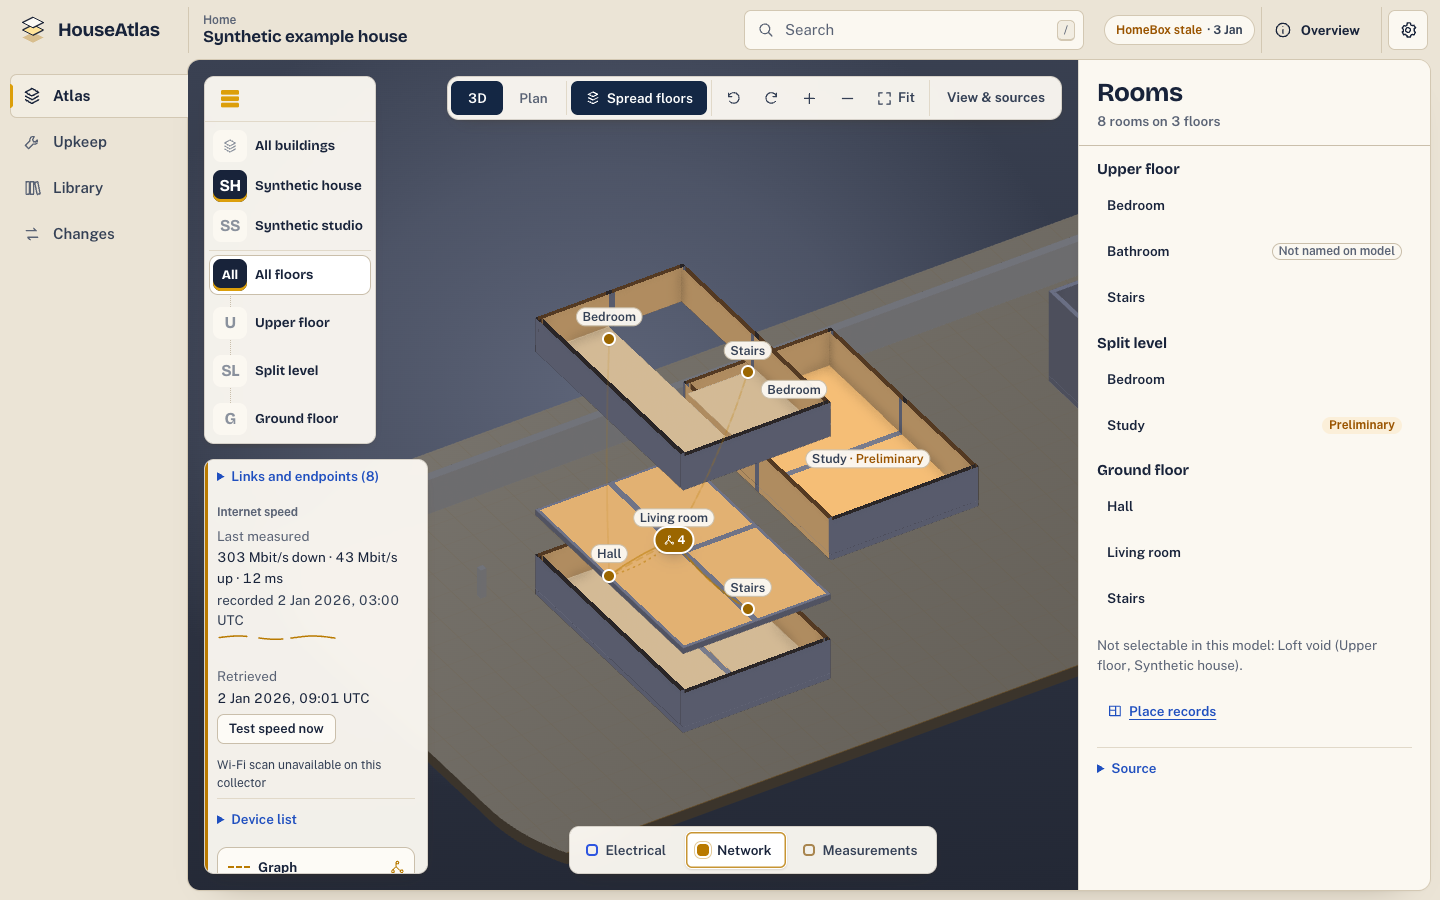 HouseAtlas
Home
Synthetic example house
Search
/
HomeBox stale · 3 Jan
Overview
Atlas
Upkeep
Library
Changes
All buildings
SH Synthetic house
SS Synthetic studio
All All floors
U Upper floor
SL Split level
G Ground floor
3D
Plan
Spread floors
Fit
View & sources
Links and endpoints (8)
Internet speed
Last measured
303 Mbit/s down · 43 Mbit/s
up · 12 ms
recorded 2 Jan 2026, 03:00
UTC
Retrieved
2 Jan 2026, 09:01 UTC
Test speed now
Wi-Fi scan unavailable on this
collector
Device list
Graph
Bedroom
Stairs
Bedroom
Study · Preliminary
Living room
4
Hall
Stairs
Electrical
Network
Measurements
Rooms
8 rooms on 3 floors
Upper floor
Bedroom
Bathroom Not named on model
Stairs
Split level
Bedroom
Study Preliminary
Ground floor
Hall
Living room
Stairs
Not selectable in this model: Loft void (Upper
floor, Synthetic house).
Place records
Source